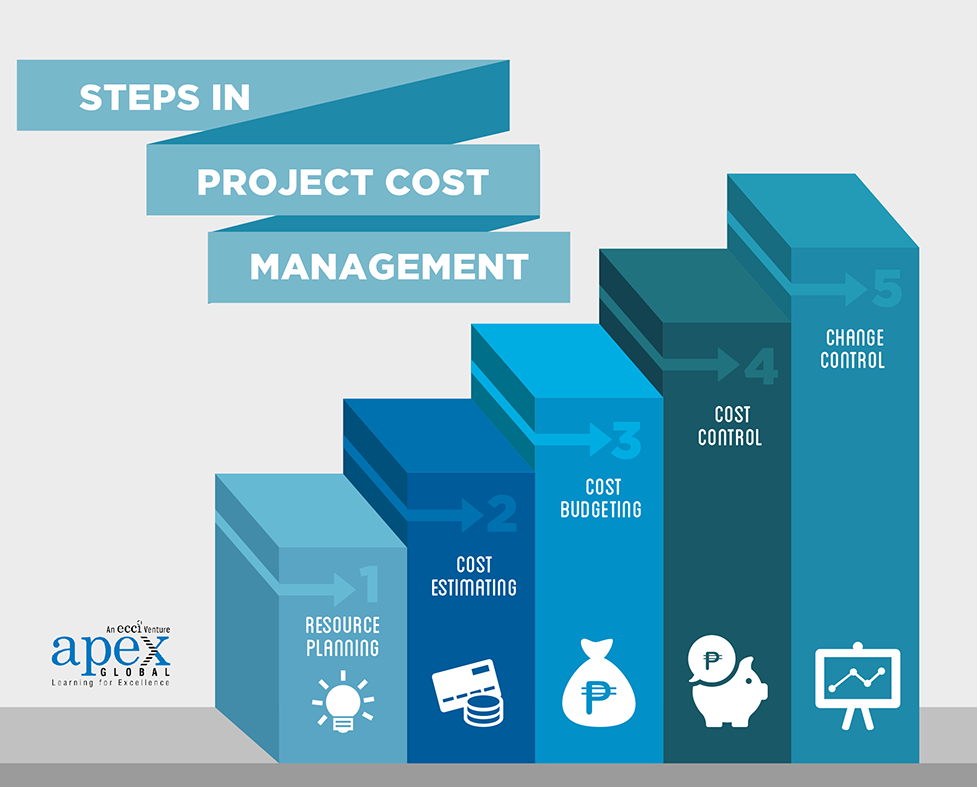 STEPS IN
PROJECT COST
MANAGEMENT
1
RESOURCE
PLANNING
2
COST
ESTIMATING
3
COST
BUDGETING
₱
4
COST
CONTROL
₱
5
CHANGE
CONTROL
An ecci Venture
apex
GLOBAL
Learning for Excellence